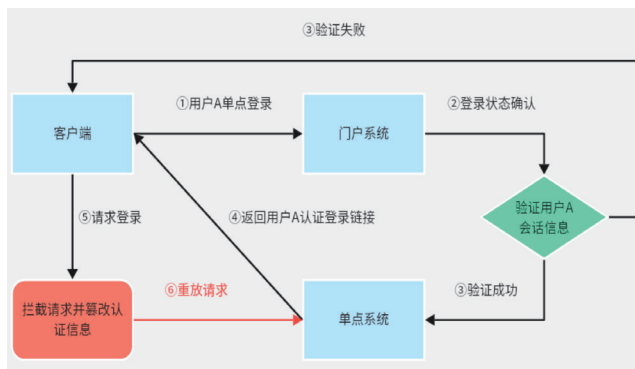 ③验证失败
①用户A单点登录
②登录状态确认
客户端
门户系统
验证用户A
会话信息
⑤请求登录
④返回用户A认证登录链接
⑥重放请求
③验证成功
拦截请求并篡改认
证信息
单点系统